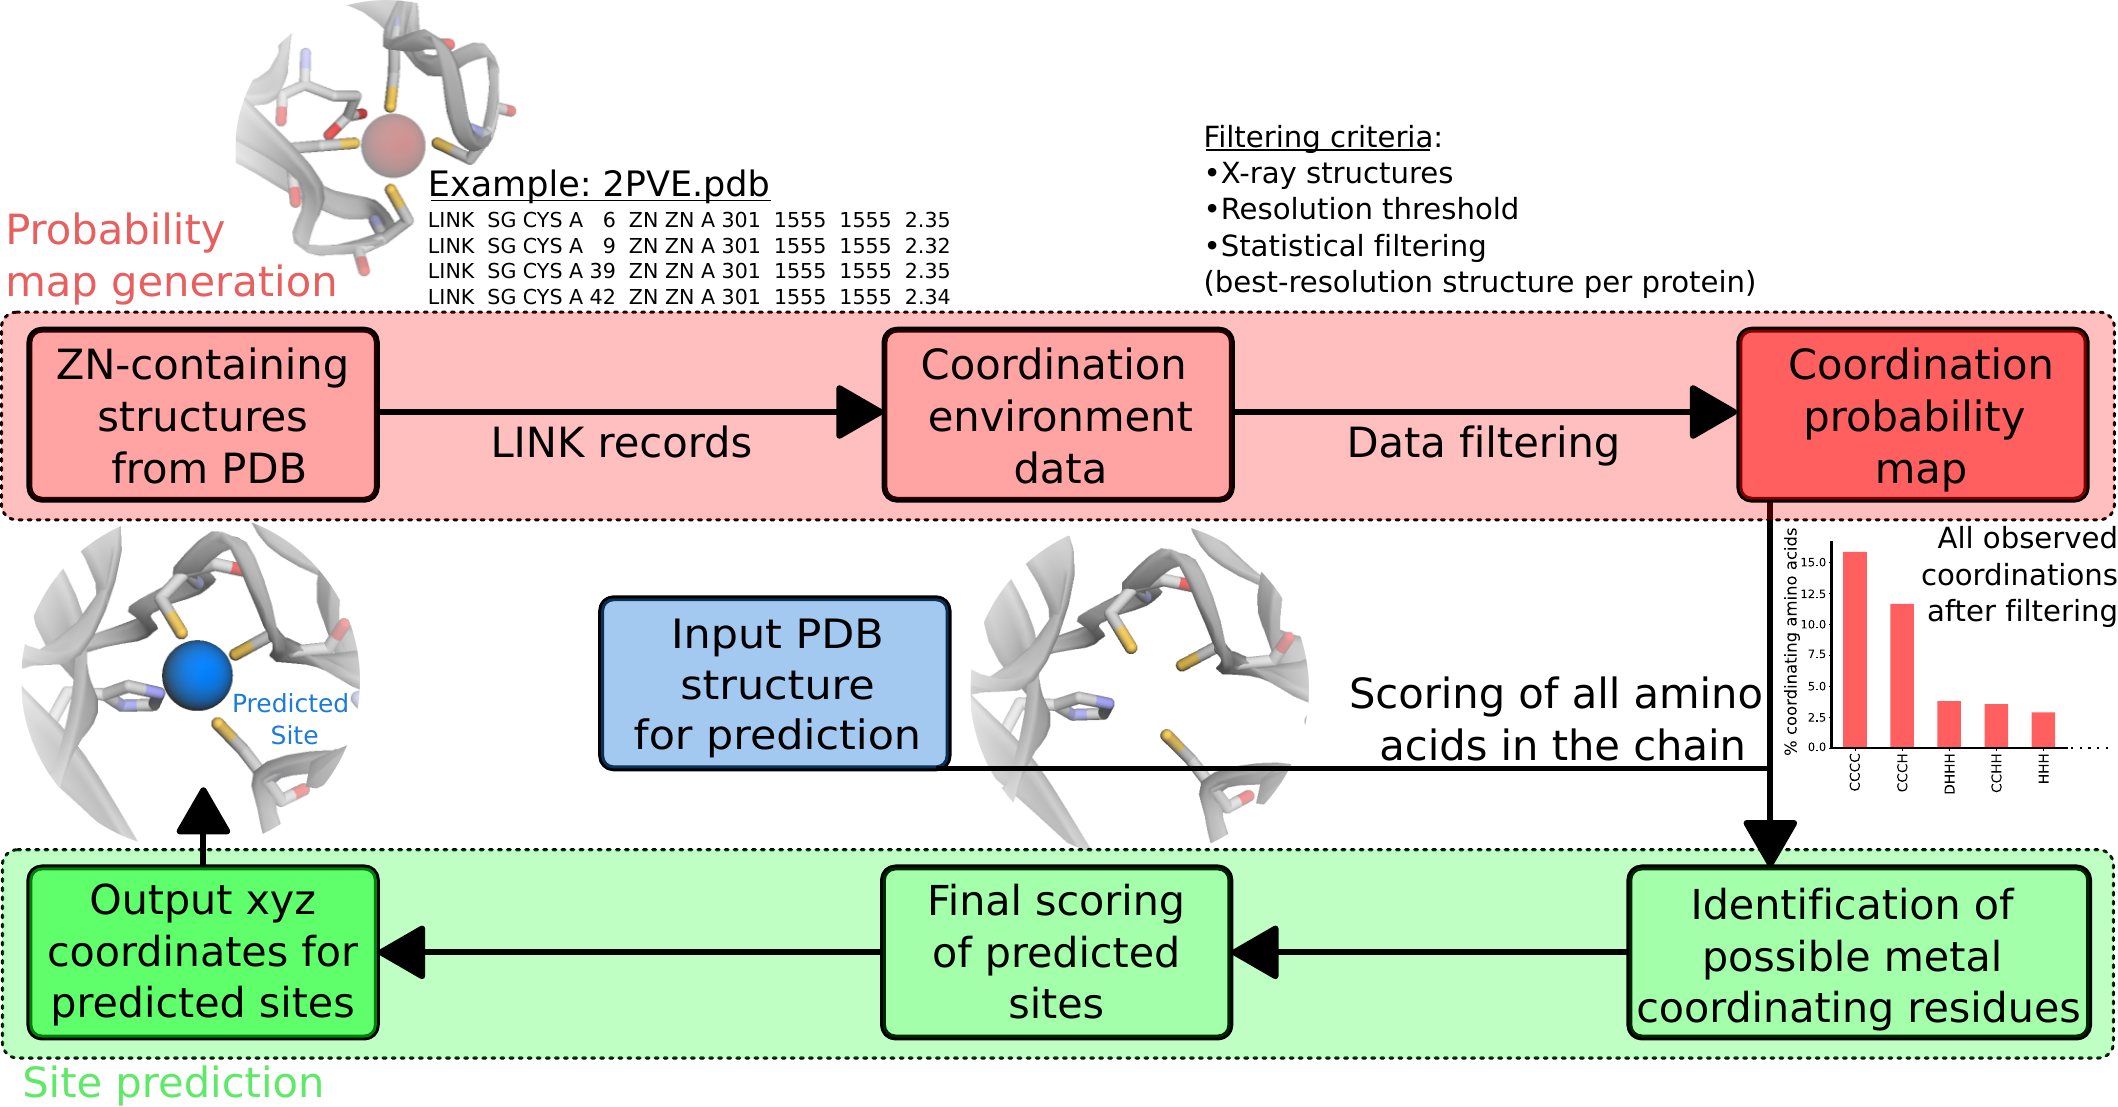 Example: 2PVE.pdb
LINK SG CYS A 6 ZN ZN A 301 1555 1555 2.35
LINK SG CYS A 9 ZN ZN A 301 1555 1555 2.32
LINK SG CYS A 39 ZN ZN A 301 1555 1555 2.35
LINK SG CYS A 42 ZN ZN A 301 1555 1555 2.34
Filtering criteria:
•X-ray structures
•Resolution threshold
•Statistical filtering
(best-resolution structure per protein)
Probability
map generation
ZN-containing
structures
from PDB
LINK records
Coordination
environment
data
Data filtering
Coordination
probability
map
Predicted
Site
Input PDB
structure
for prediction
Scoring of all amino
acids in the chain
% coordinating amino acids
15.0
12.5
10.0
7.5
5.0
2.5
0.0
CCCC
CCCH
DHHH
CCHH
HHH
All observed
coordinations
after filtering
Output xyz
coordinates for
predicted sites
Final scoring
of predicted
sites
Identification of
possible metal
coordinating residues
Site prediction